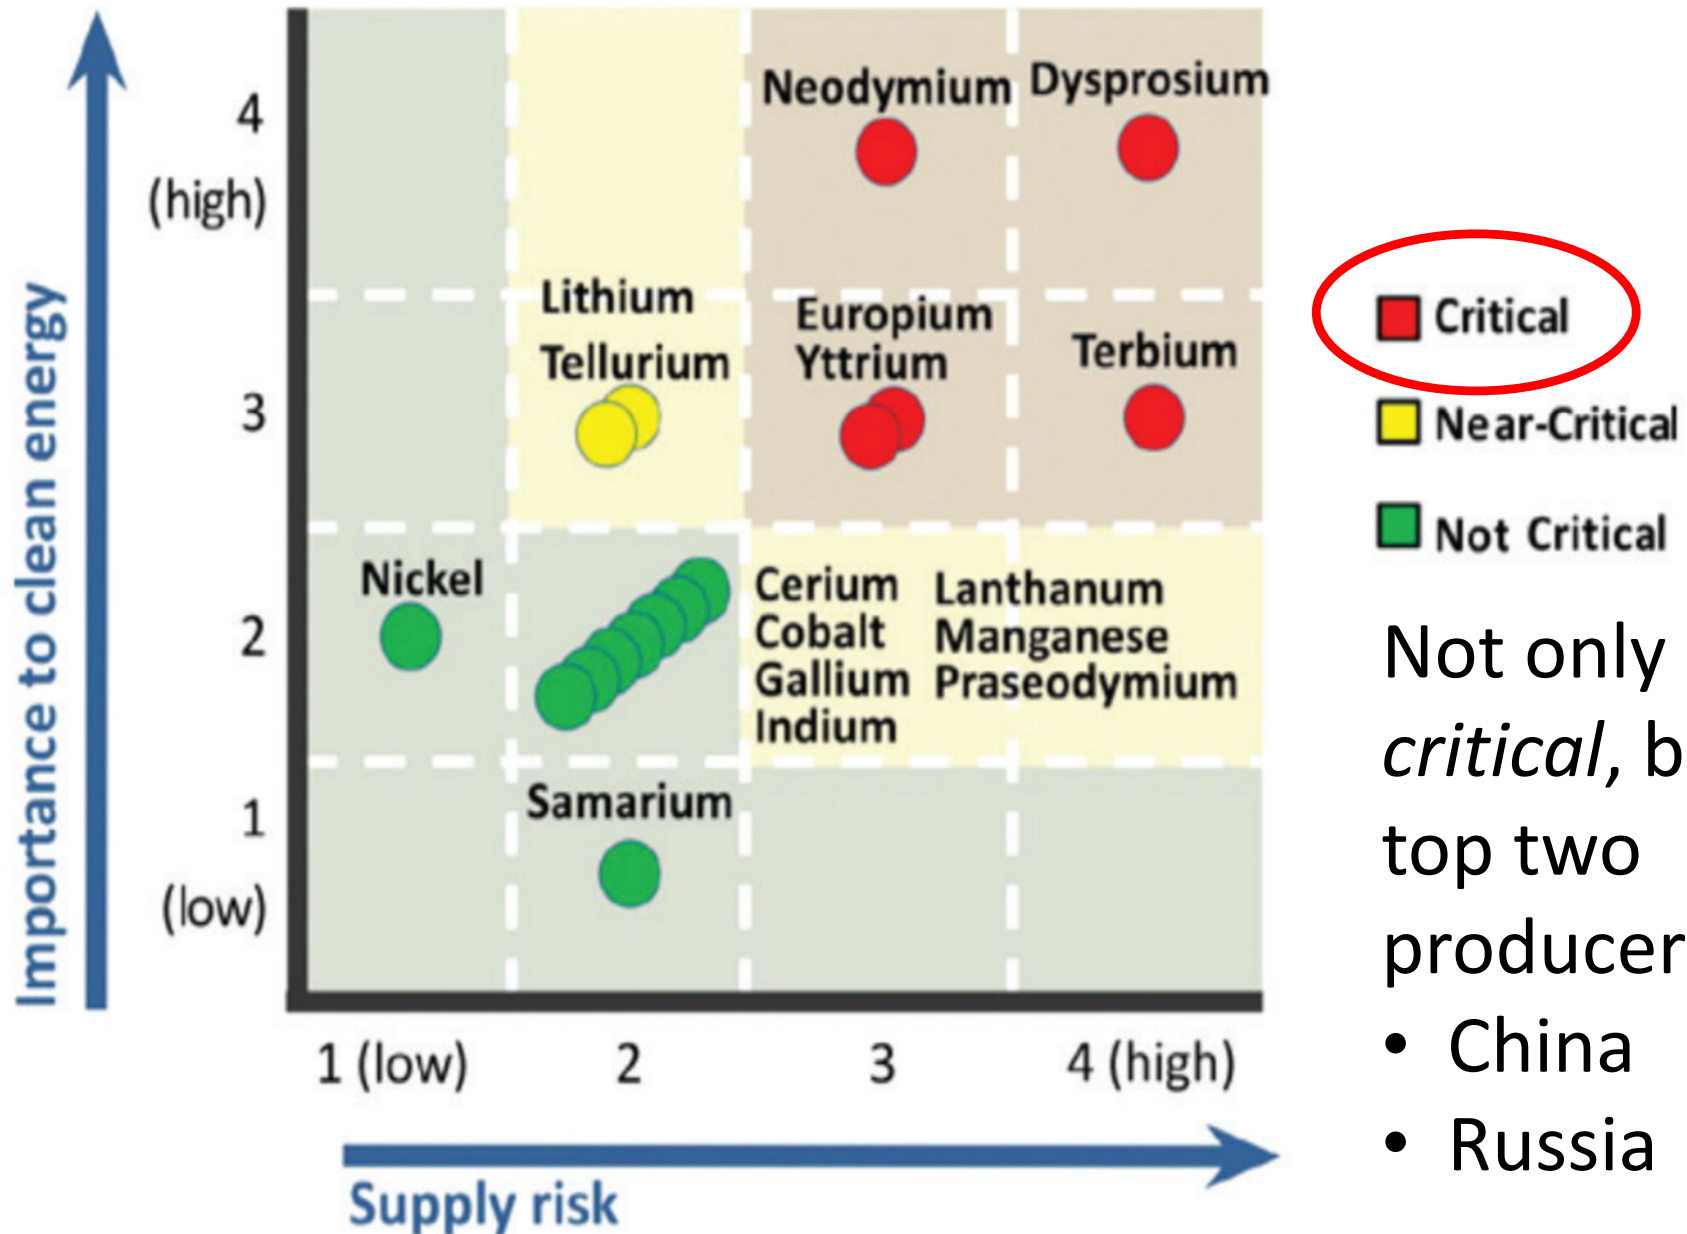 Importance to clean energy
4
(high)
3
2
1
(low)
Neodymium
Dysprosium
Lithium
Tellurium
Europium
Yttrium
Terbium
Nickel
Cerium
Cobalt
Gallium
Indium
Lanthanum
Manganese
Praseodymium
Samarium
1 (low)
2
3
4 (high)
Supply risk
Critical
Near-Critical
Not Critical
Not only
critical, b
top two
producer
• China
• Russia